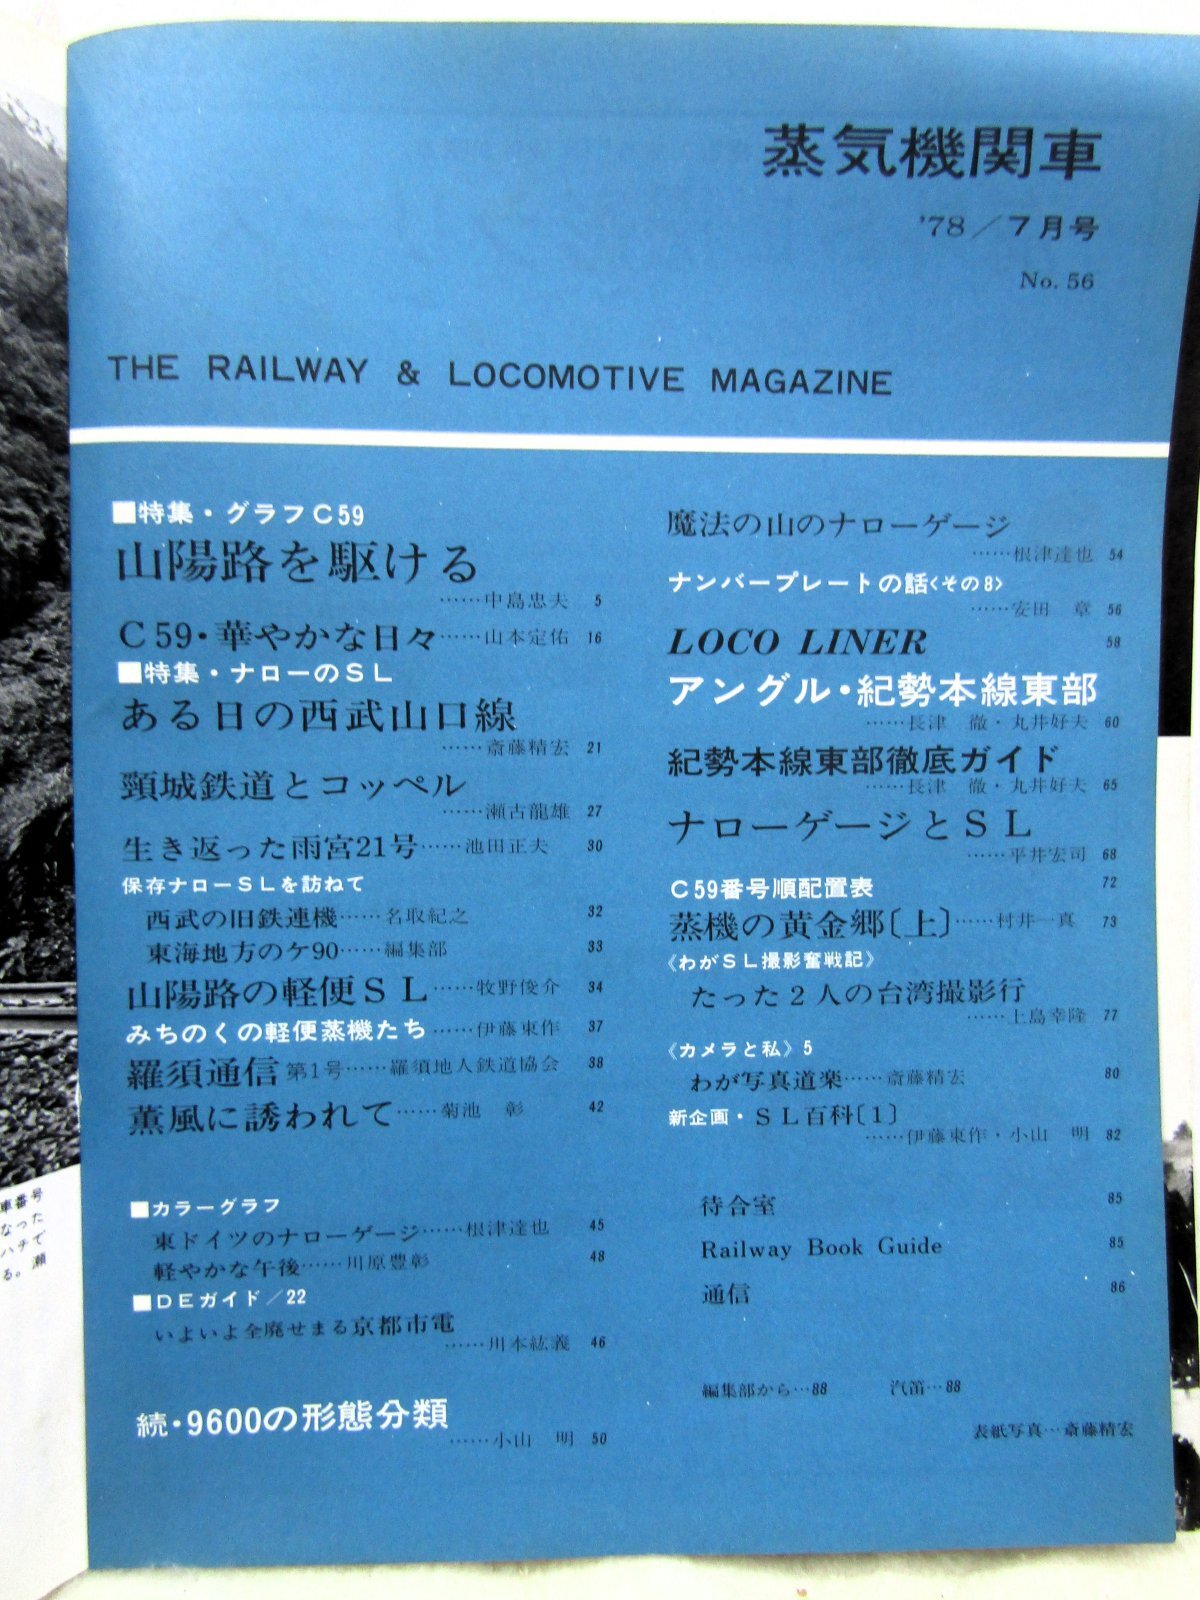 蒸気機関車
'78／7月号
No. 56
THE RAILWAY & LOCOMOTIVE MAGAZINE
■特集・グラフC59
山陽路を駆ける
……中島忠夫 5
C59・華やかな日々……山本定佑 16
■特集・ナローのSL
ある日の西武山口線
……斎藤精宏 21
頸城鉄道とコッペル
……瀬古龍雄 27
生き返った雨宮21号……池田正夫 30
保存ナローSLを訪ねて
西武の旧鉄連機……名取紀之 32
東海地方のケ90……編集部 33
山陽路の軽便SL……牧野俊介 34
みちのくの軽便蒸機たち……伊藤東作 37
羅須通信第1号……羅須地人鉄道協会 38
薫風に誘われて……菊池 彰 42
■カラーグラフ
東ドイツのナローゲージ……根津達也 45
軽やかな午後……川原豊彰 48
■DEガイド／22
いよいよ全廃せまる京都市電
……川本紘義 46
続・9600の形態分類
……小山 明 50
魔法の山のナローゲージ
……根津達也 54
ナンバープレートの話〈その8〉
……安田 章 56
LOCO LINER 58
アングル・紀勢本線東部
……長津 徹・丸井好夫 60
紀勢本線東部徹底ガイド
……長津 徹・丸井好夫 65
ナローゲージとSL
……平井宏司 68
C59番号順配置表 72
蒸機の黄金郷〔上〕……村井一真 73
《わがSL撮影奮戦記》
たった2人の台湾撮影行
……上島幸隆 77
《カメラと私》5
わが写真道楽……斎藤精宏 80
新企画・SL百科〔1〕
……伊藤東作・小山 明 82
待合室 85
Railway Book Guide 85
通信 86
編集部から…88 汽笛…88
表紙写真…斎藤精宏
車番号
なった
ハチで
る。瀬